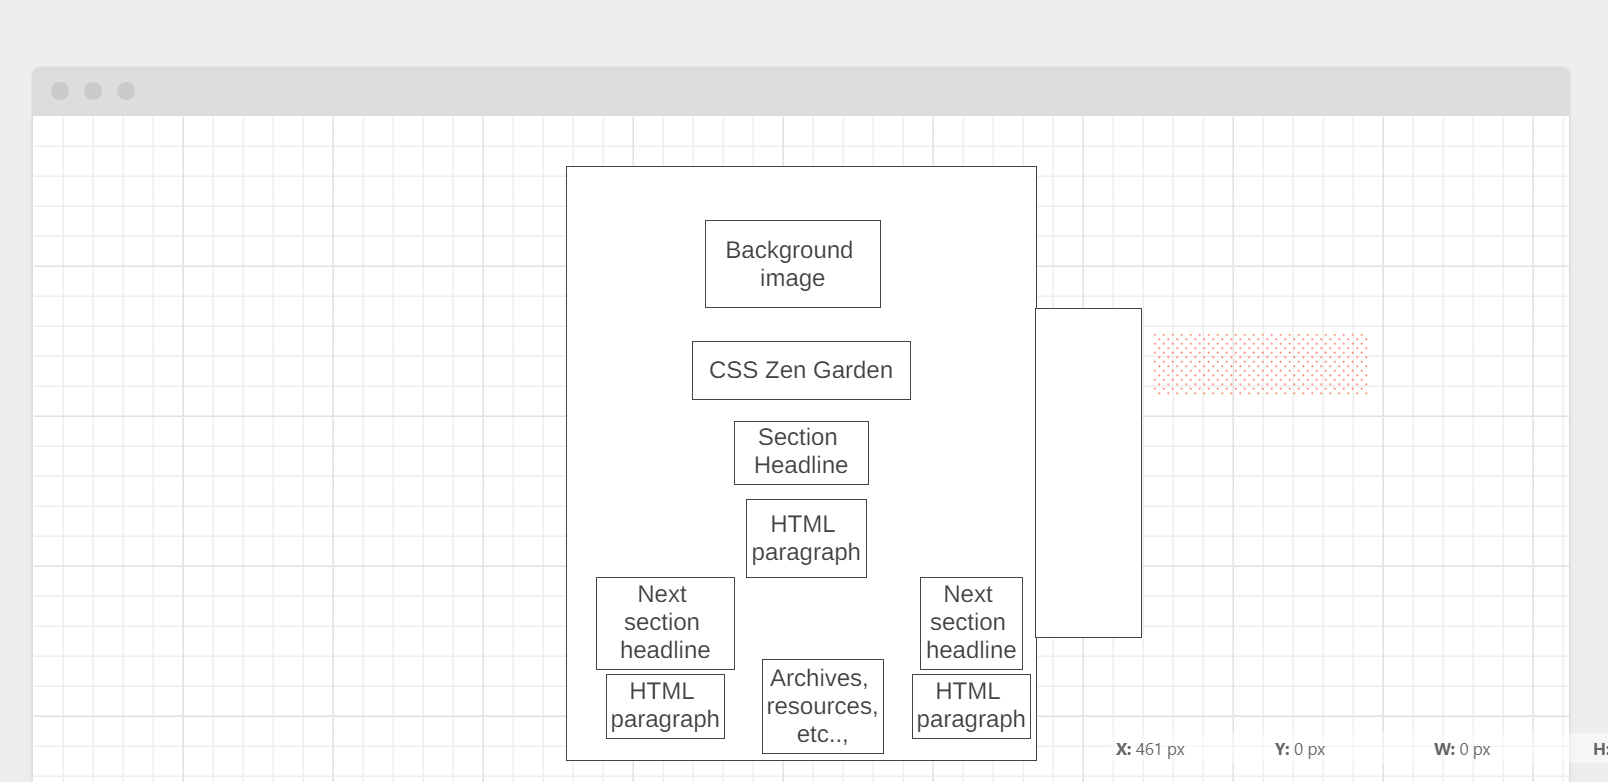 Background
image
CSS Zen Garden
Section
Headline
HTML
paragraph
Next
section
headline
Next
section
headline
HTML
paragraph
Archives,
resources,
etc..,
HTML
paragraph
X: 461 px Y: 0 px W: 0 px H: